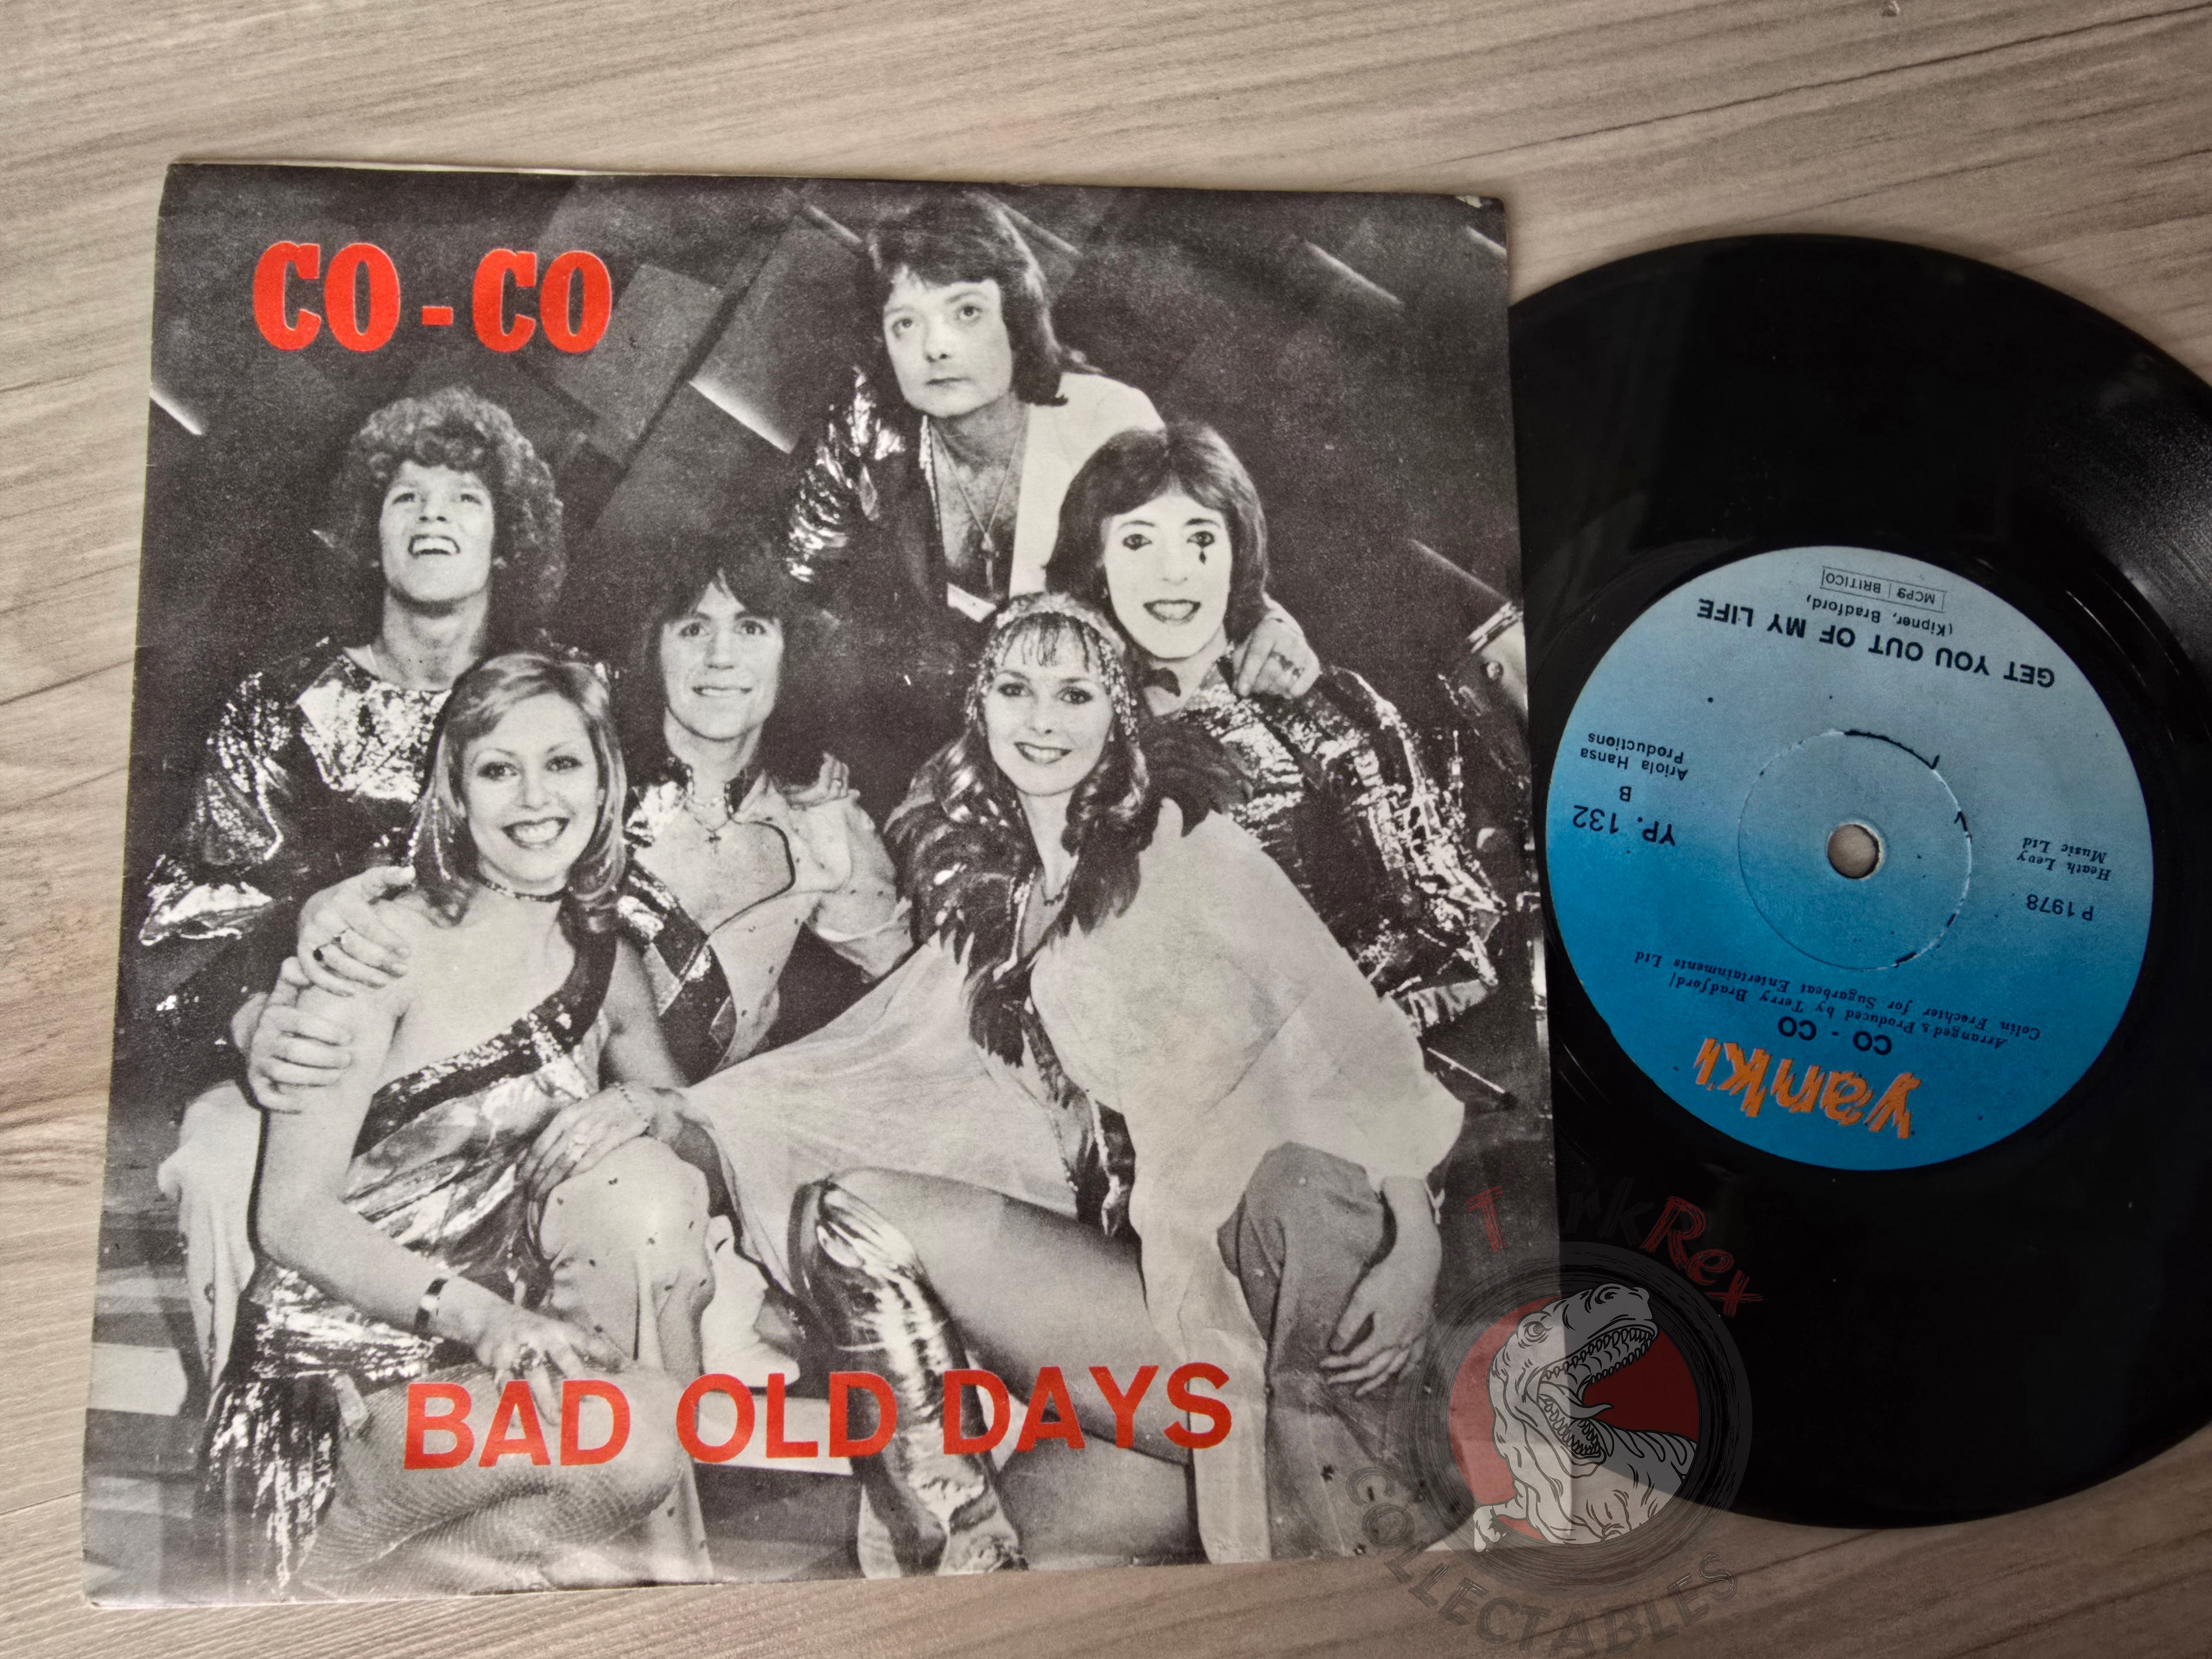 CO - CO
BAD OLD DAYS
MCPS | BRITICO
(Kipner, Bradford,
GET YOU OUT OF MY LIFE
Ariola Hansa
Productions
B
YP. 132
Heath Levy
Music Ltd
P 1978
CO - CO
Arranged & Produced by Terry Bradford/
Colin Frechter for Sugarbeat Entertainments Ltd
yanki
TurkRex
COLLECTABLES